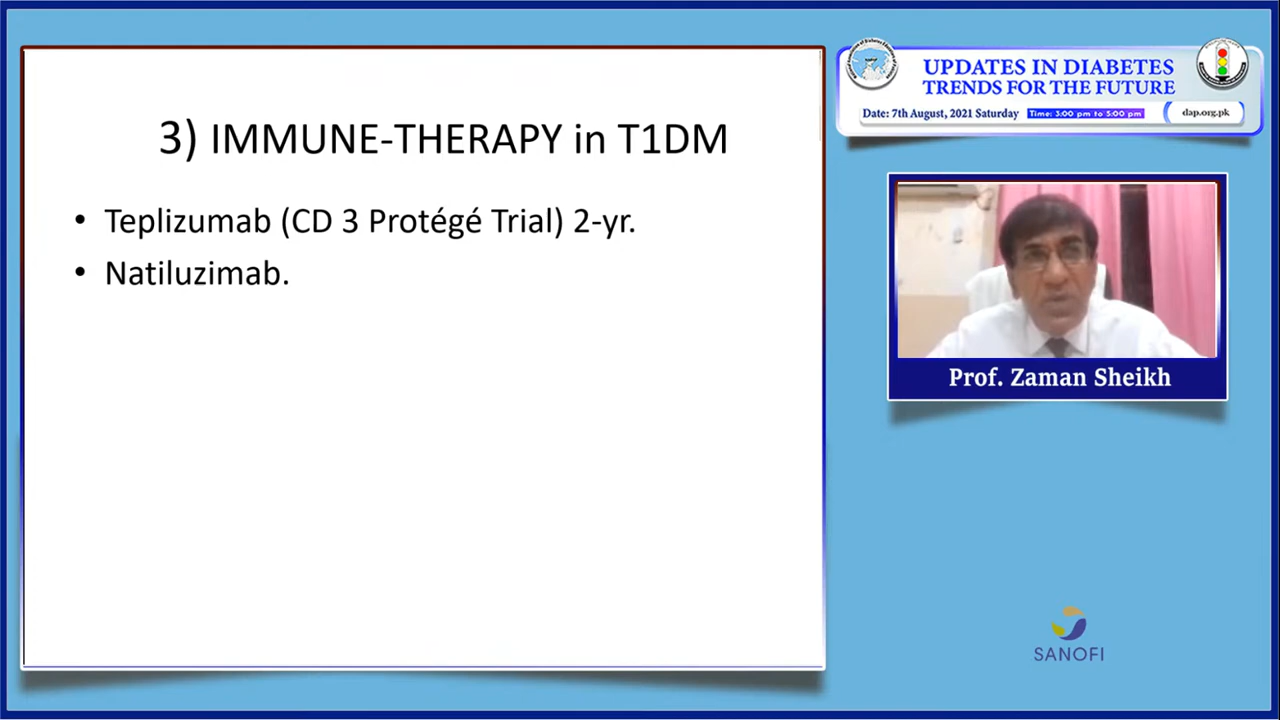 3) IMMUNE-THERAPY in T1DM
• Teplizumab (CD 3 Protégé Trial) 2-yr.
• Natiluzimab.
UPDATES IN DIABETES
TRENDS FOR THE FUTURE
Date: 7th August, 2021 Saturday
Time: 3:00 pm to 5:00 pm
dap.org.pk
Prof. Zaman Sheikh
SANOFI